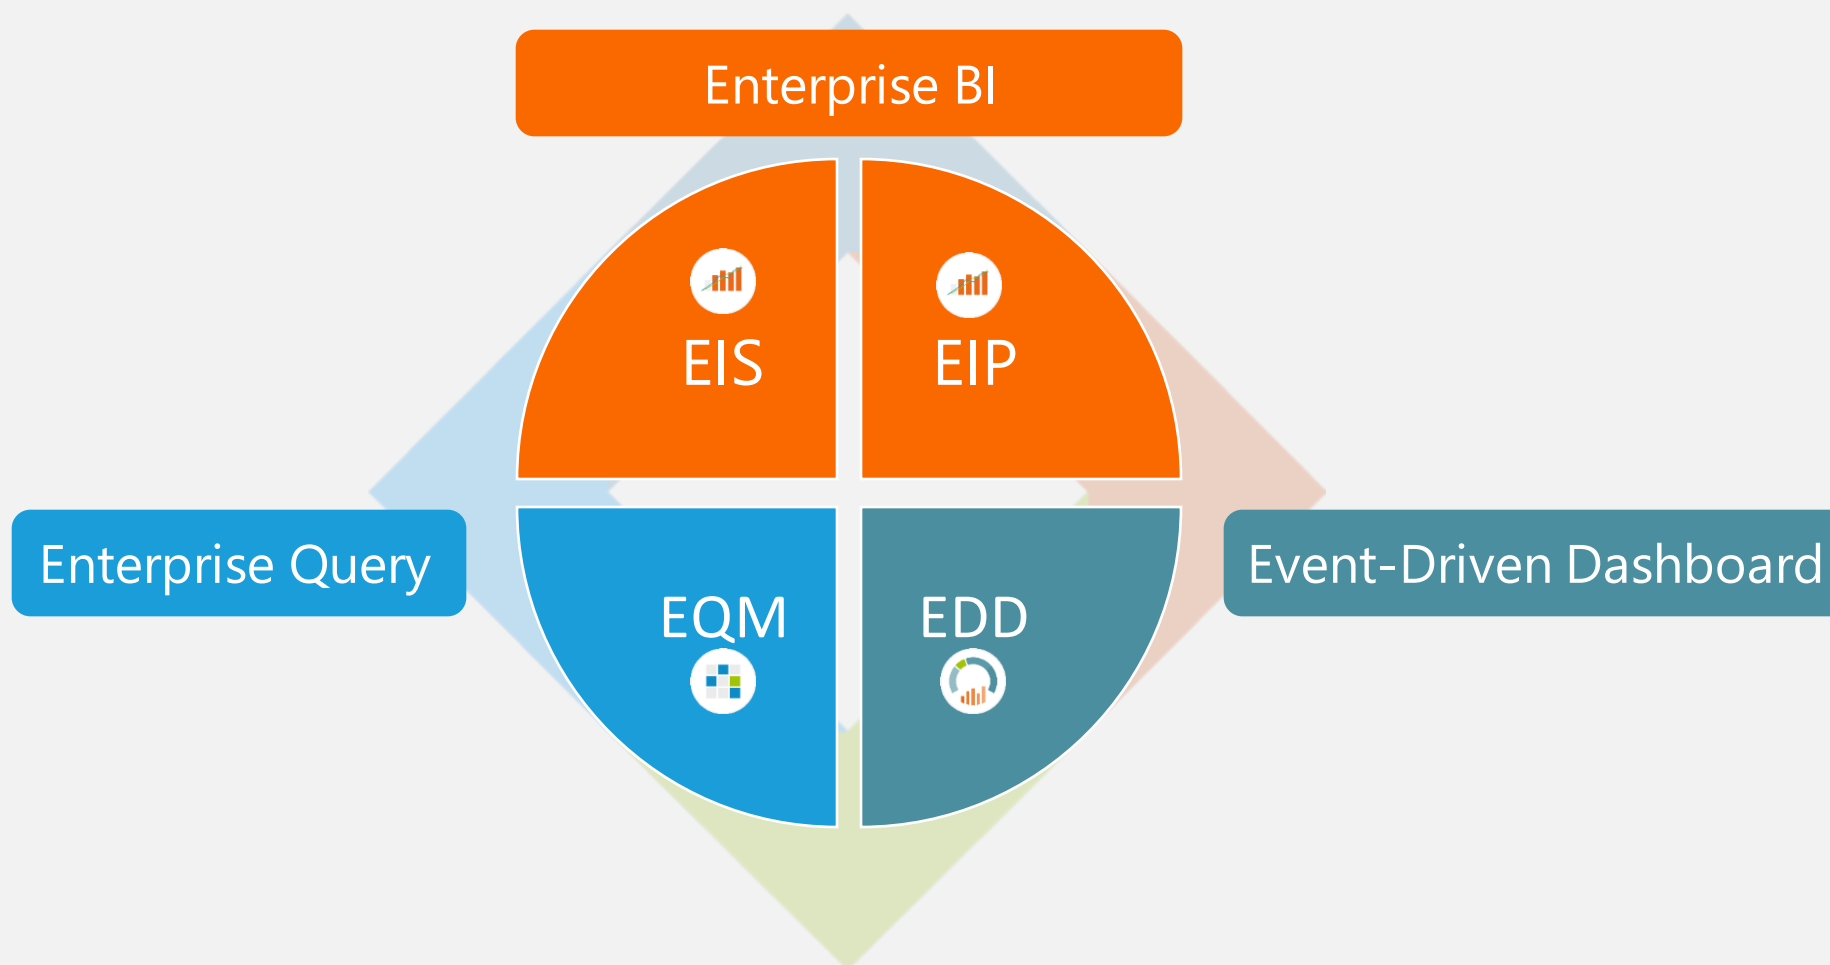 Enterprise BI
EIS
EIP
Enterprise Query
Event-Driven Dashboard
EQM
EDD